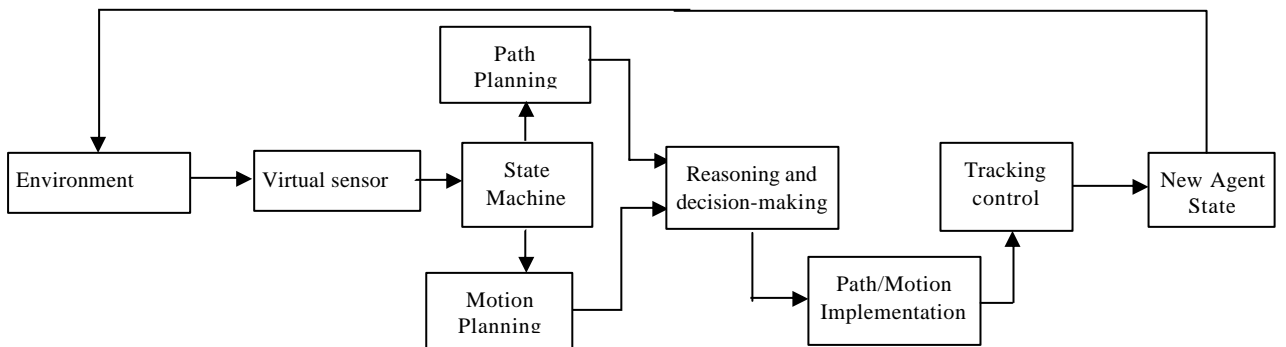 Path
Planning
Environment
Virtual sensor
State
Machine
Reasoning and
decision-making
Tracking
control
New Agent
State
Motion
Planning
Path/Motion
Implementation